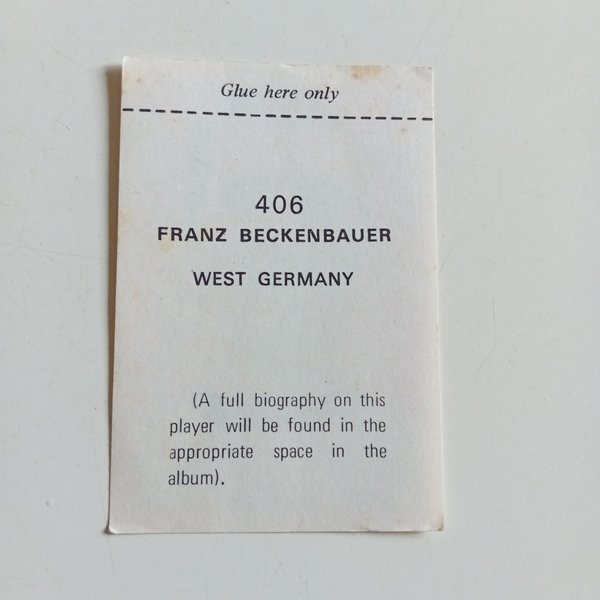 Glue here only
406
FRANZ BECKENBAUER
WEST GERMANY
(A full biography on this
player will be found in the
appropriate space in the
album).